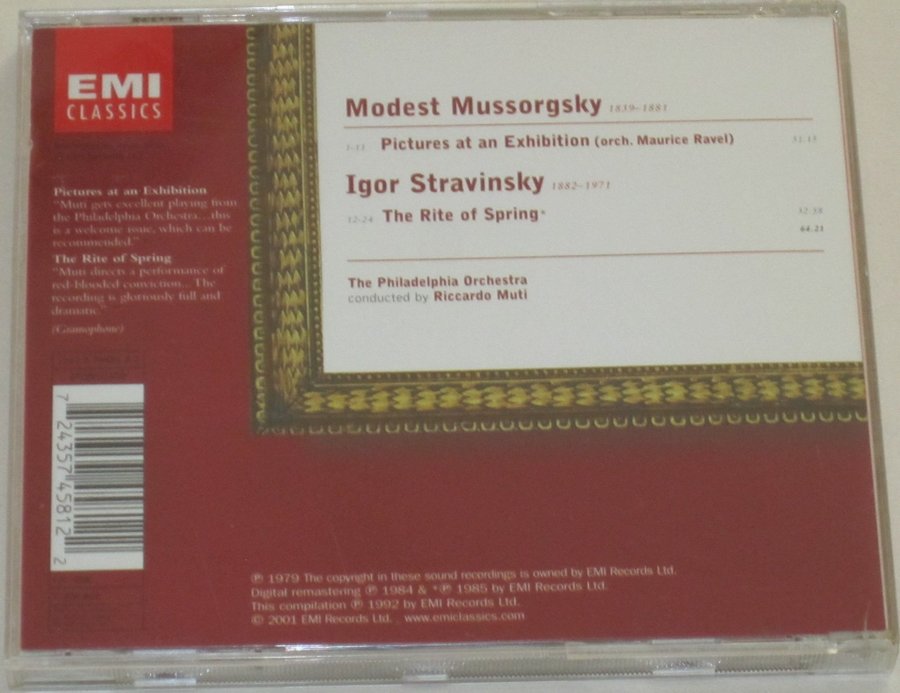 EMI
CLASSICS
Pictures at an Exhibition
"Muti gets excellent playing from
the Philadelphia Orchestra...this
is a welcome issue, which can be
recommended."
The Rite of Spring
"Muti directs a performance of
red-blooded conviction... The
recording is gloriously full and
dramatic."
(Gramophone)
7 24357 45812 2
Modest Mussorgsky 1839-1881
1-11 Pictures at an Exhibition (orch. Maurice Ravel)
Igor Stravinsky 1882-1971
12-24 The Rite of Spring* 32.38
64.21
The Philadelphia Orchestra
conducted by Riccardo Muti
℗ 1979 The copyright in these sound recordings is owned by EMI Records Ltd.
Digital remastering ℗ 1984 & *℗ 1985 by EMI Records Ltd.
This compilation ℗ 1992 by EMI Records Ltd.
© 2001 EMI Records Ltd. www.emiclassics.com